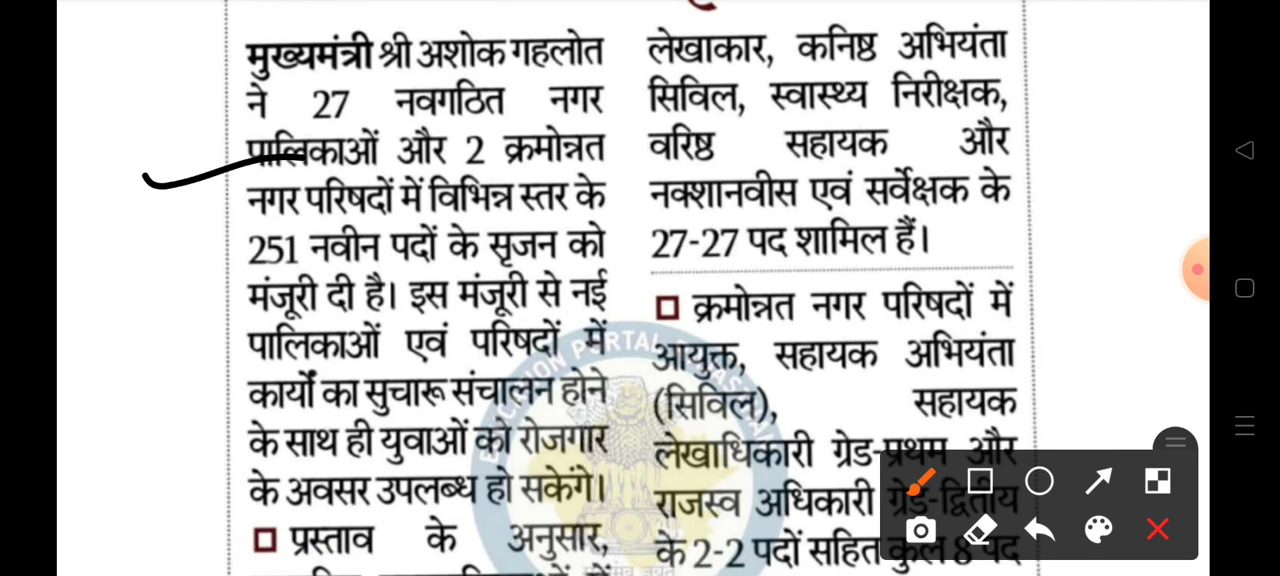 मुख्यमंत्री श्री अशोक गहलोत
ने 27 नवगठित नगर
पालिकाओं और 2 क्रमोन्नत
नगर परिषदों में विभिन्न स्तर के
251 नवीन पदों के सृजन को
मंजूरी दी है। इस मंजूरी से नई
पालिकाओं एवं परिषदों में
कार्यों का सुचारू संचालन होने
के साथ ही युवाओं को रोजगार
के अवसर उपलब्ध हो सकेंगे।
प्रस्ताव के अनुसार,
लेखाकार, कनिष्ठ अभियंता
सिविल, स्वास्थ्य निरीक्षक,
वरिष्ठ सहायक और
नक्शानवीस एवं सर्वेक्षक के
27-27 पद शामिल हैं।
क्रमोन्नत नगर परिषदों में
आयुक्त, सहायक अभियंता
(सिविल), सहायक
लेखाधिकारी ग्रेड-प्रथम और
राजस्व अधिकारी ग्रेड-द्वितीय
के 2-2 पदों सहित कुल 8 पद
PORTAL